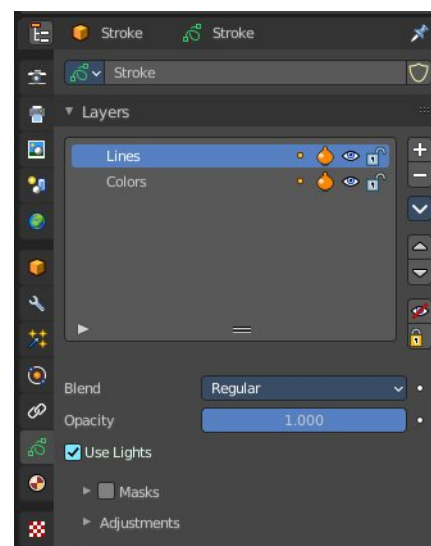 Stroke Stroke
Stroke
Layers
Lines
Colors
Blend Regular
Opacity 1.000
Use Lights
Masks
Adjustments